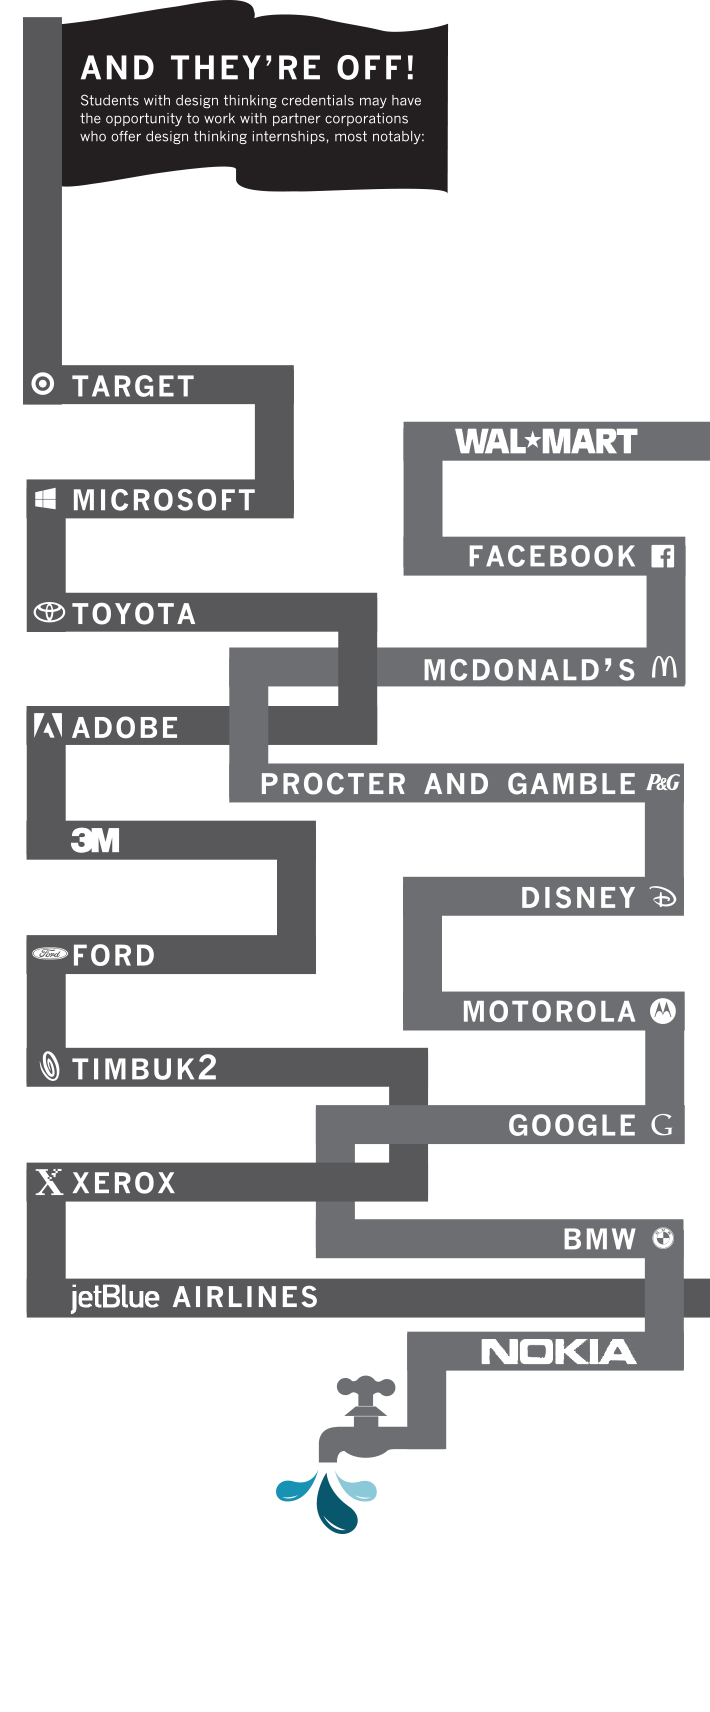 AND THEY’RE OFF!
Students with design thinking credentials may have
the opportunity to work with partner corporations
who offer design thinking internships, most notably:
TARGET
MICROSOFT
TOYOTA
ADOBE
3M
Ford FORD
TIMBUK2
X XEROX
jetBlue AIRLINES
WAL★MART
FACEBOOK f
MCDONALD’S M
PROCTER AND GAMBLE P&G
DISNEY D
MOTOROLA M
GOOGLE G
BMW
NOKIA